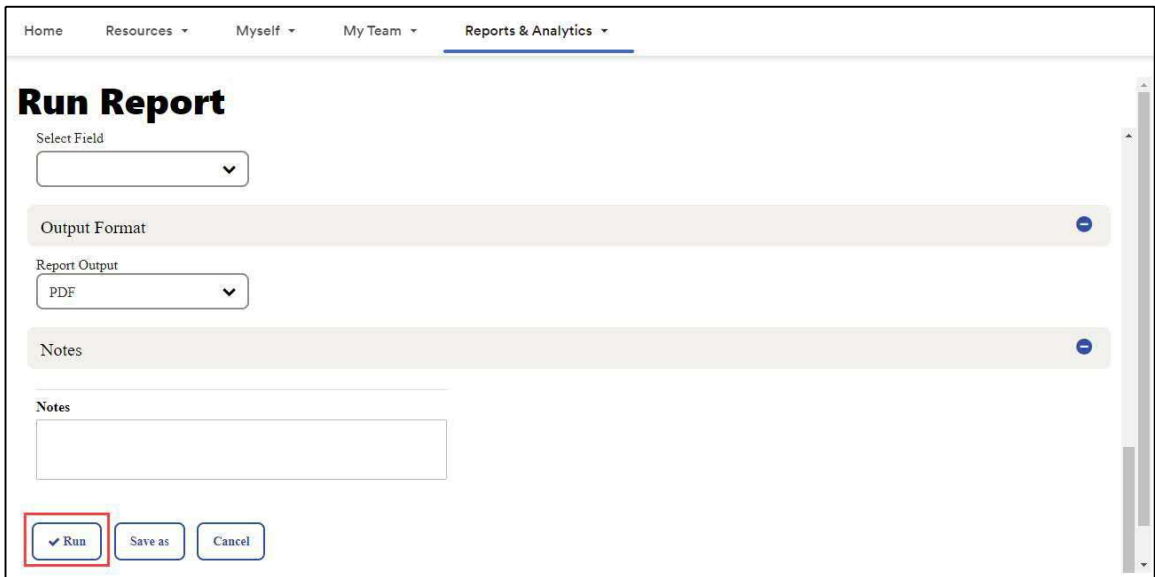 Home Resources Myself My Team Reports & Analytics
Run Report
Select Field
Output Format
Report Output
PDF
Notes
Notes
Run Save as Cancel